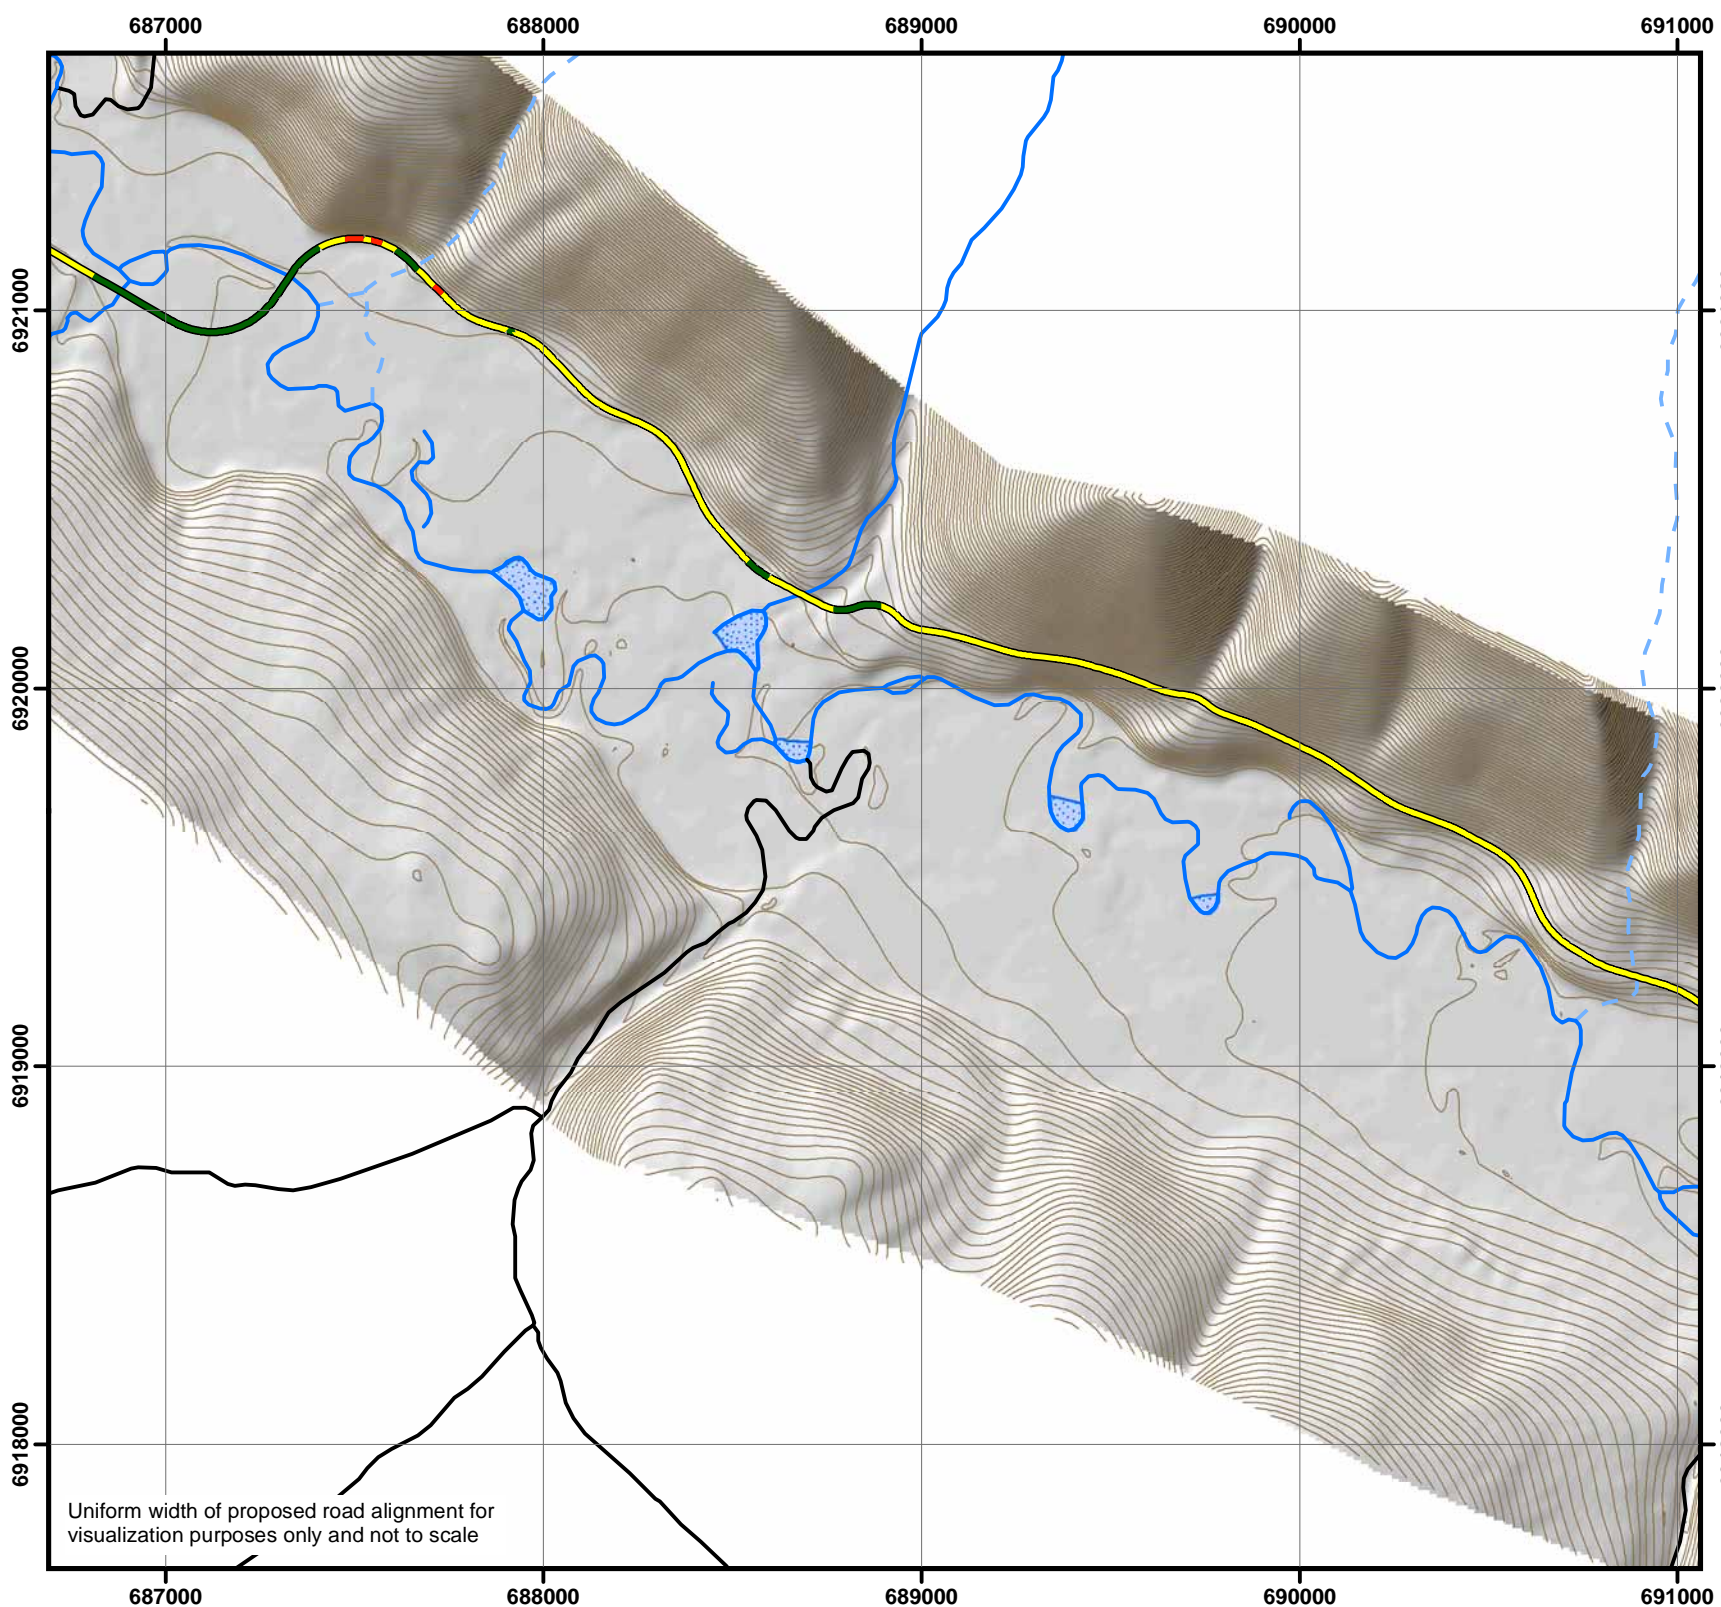 687000 688000 689000 690000 691000
6921000
6920000
6919000
6918000
Uniform width of proposed road alignment for
visualization purposes only and not to scale
687000 688000 689000 690000 691000